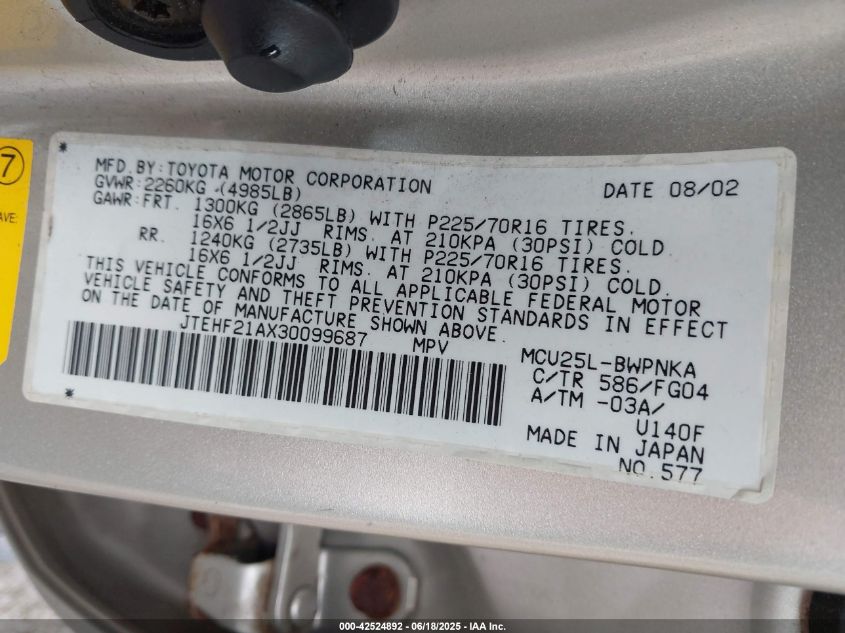 7
AVE:
MFD. BY: TOYOTA MOTOR CORPORATION DATE 08/02
GVWR: 2260KG (4985LB)
GAWR: FRT. 1300KG (2865LB) WITH P225/70R16 TIRES.
16X6 1/2JJ RIMS. AT 210KPA (30PSI) COLD.
RR. 1240KG (2735LB) WITH P225/70R16 TIRES.
16X6 1/2JJ RIMS. AT 210KPA (30PSI) COLD.
THIS VEHICLE CONFORMS TO ALL APPLICABLE FEDERAL MOTOR
VEHICLE SAFETY AND THEFT PREVENTION STANDARDS IN EFFECT
ON THE DATE OF MANUFACTURE SHOWN ABOVE.
JTEHF21AX30099687 MPV
MCU25L-BWPNKA
C/TR 586/FG04
A/TM -03A/
U140F
MADE IN JAPAN
NO. 577
000-42524892 - 06/18/2025 - IAA Inc.